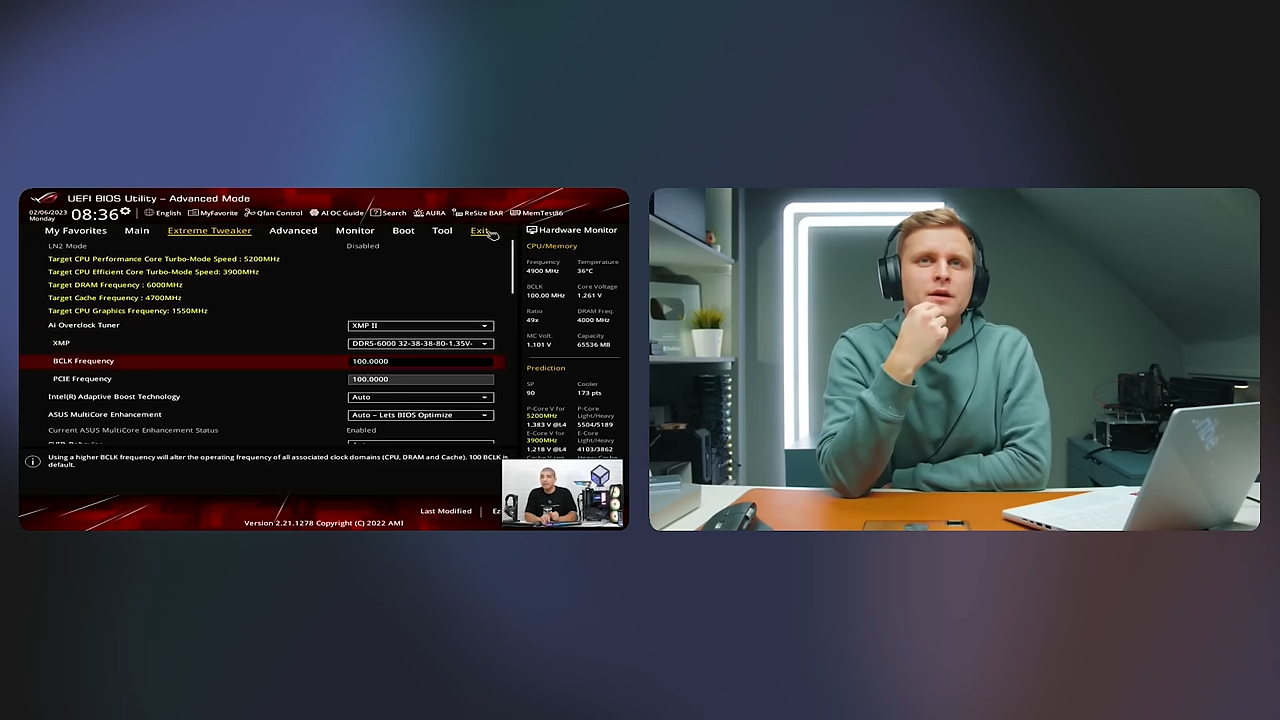 UEFI BIOS Utility – Advanced Mode
02/06/2023
Monday
08:36
English
MyFavorite
Qfan Control
AI OC Guide
Search
AURA
ReSize BAR
MemTest86
My Favorites
Main
Extreme Tweaker
Advanced
Monitor
Boot
Tool
Exit
LN2 Mode Disabled
Target CPU Performance Core Turbo-Mode Speed : 5200MHz
Target CPU Efficient Core Turbo-Mode Speed: 3900MHz
Target DRAM Frequency : 6000MHz
Target Cache Frequency : 4700MHz
Target CPU Graphics Frequency: 1550MHz
Ai Overclock Tuner XMP II
XMP DDR5-6000 32-38-38-80-1.35V-
BCLK Frequency 100.0000
PCIE Frequency 100.0000
Intel(R) Adaptive Boost Technology Auto
ASUS MultiCore Enhancement Auto – Lets BIOS Optimize
Current ASUS MultiCore Enhancement Status Enabled
Using a higher BCLK frequency will alter the operating frequency of all associated clock domains (CPU, DRAM and Cache). 100 BCLK is
default.
Last Modified
Ez
Version 2.21.1278 Copyright (C) 2022 AMI
Hardware Monitor
CPU/Memory
Frequency Temperature
4900 MHz 36°C
BCLK Core Voltage
100.00 MHz 1.261 V
Ratio DRAM Freq.
49x 4000 MHz
MC Volt. Capacity
1.101 V 65536 MB
Prediction
SP Cooler
90 173 pts
P-Core V for P-Core
5200MHz Light/Heavy
1.383 V @L4 5504/5189
E-Core V for E-Core
3900MHz Light/Heavy
1.218 V @L4 4103/3862